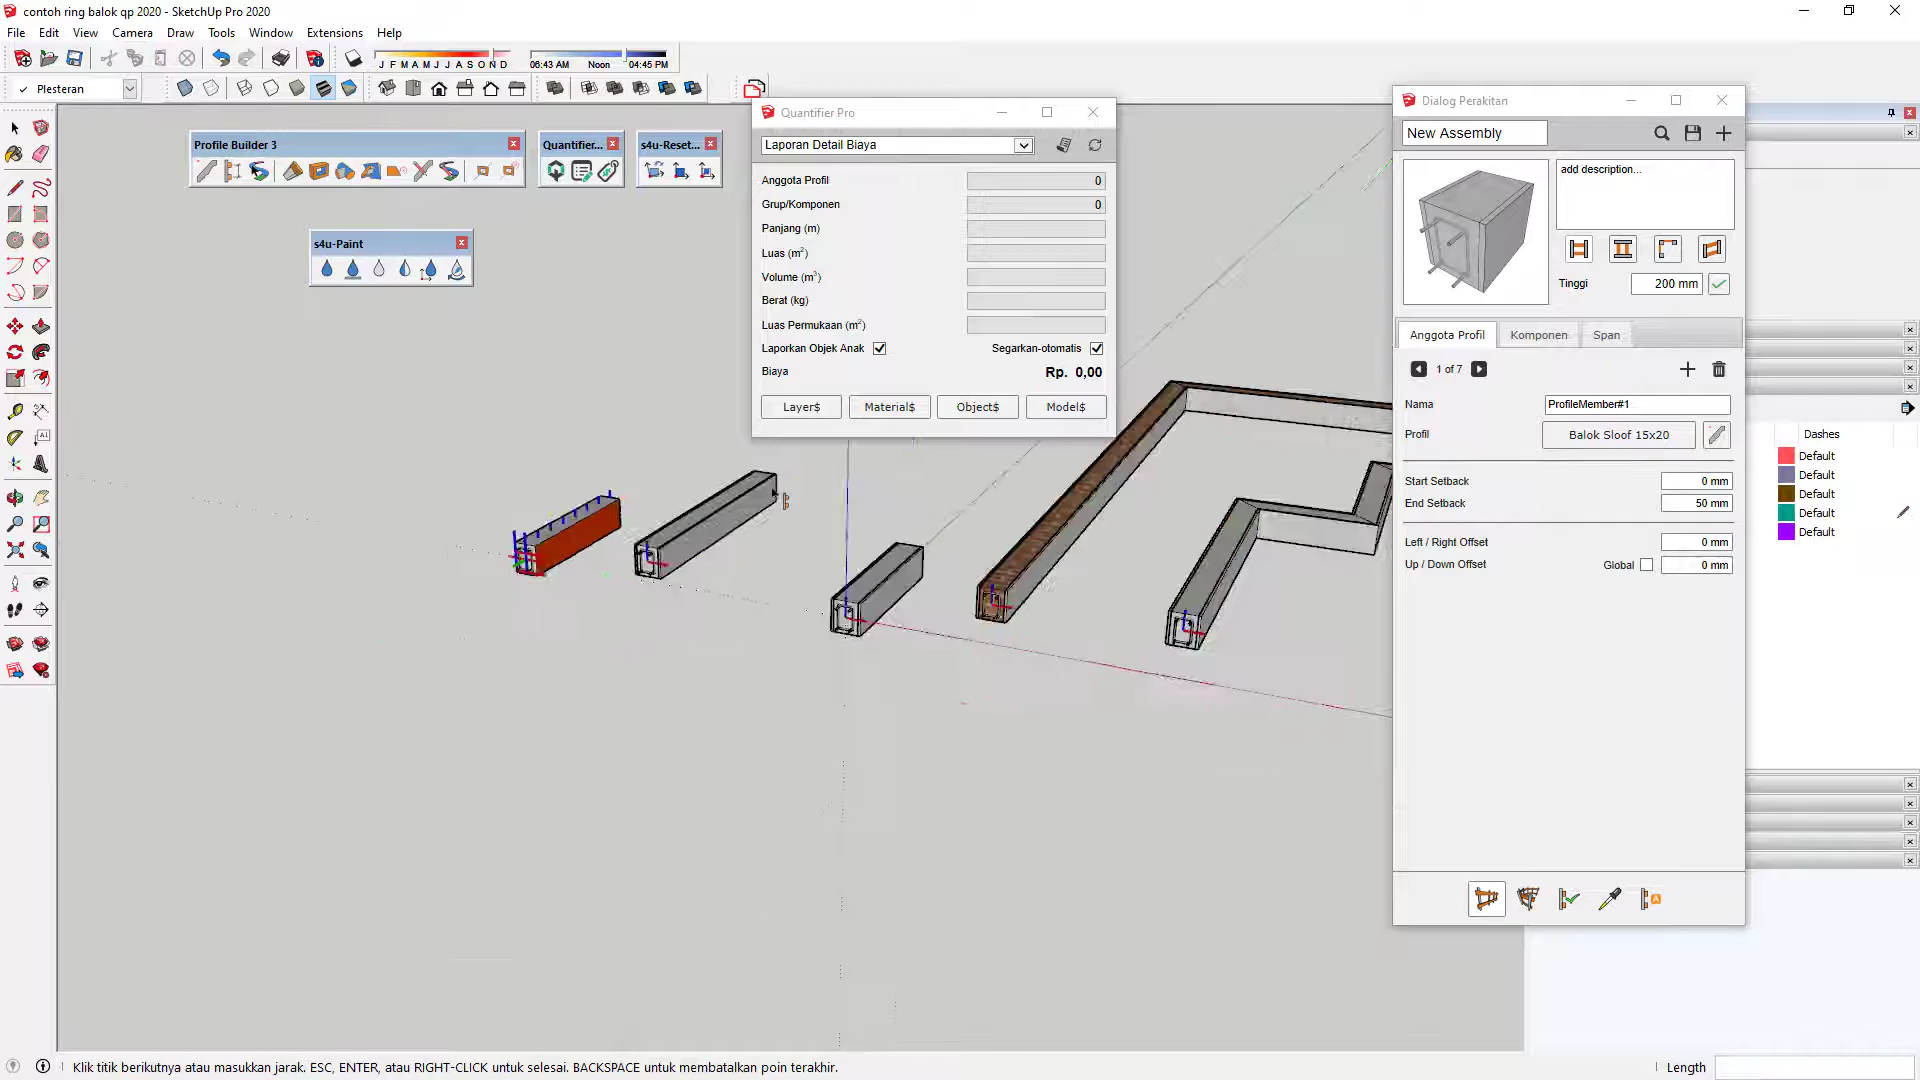 contoh ring balok qp 2020 - SketchUp Pro 2020
File Edit View Camera Draw Tools Window Extensions Help
J F M A M J J A S O N D
06:43 AM Noon 04:45 PM
✓ Plesteran
Profile Builder 3
Quantifier...
s4u-Reset...
s4u-Paint
Quantifier Pro
Laporan Detail Biaya
Anggota Profil 0
Grup/Komponen 0
Panjang (m)
Luas (m²)
Volume (m³)
Berat (kg)
Luas Permukaan (m²)
Laporkan Objek Anak Segarkan-otomatis
Biaya Rp. 0,00
Layer$ Material$ Object$ Model$
Dialog Perakitan
New Assembly
add description...
Tinggi 200 mm
Anggota Profil Komponen Span
1 of 7
Name ProfileMember#1
Profil Balok Sloof 15x20
Start Setback 0 mm
End Setback 50 mm
Left / Right Offset 0 mm
Up / Down Offset Global 0 mm
Dashes
Default
Default
Default
Default
Default
Klik titik berikutnya atau masukkan jarak. ESC, ENTER, atau RIGHT-CLICK untuk selesai. BACKSPACE untuk membatalkan poin terakhir.
Length